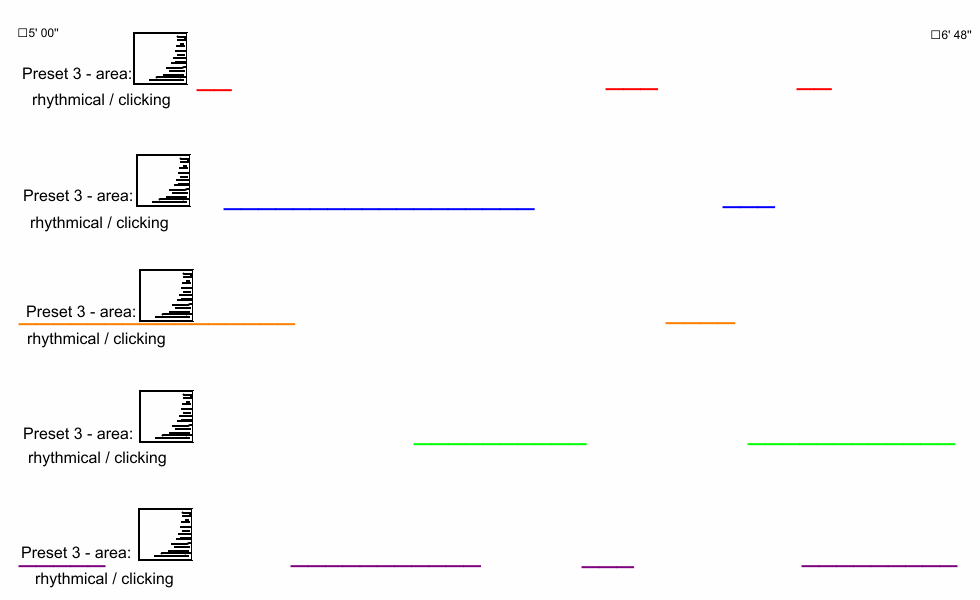 ☐5' 00"
☐6' 48"
Preset 3 - area:
rhythmical / clicking
Preset 3 - area:
rhythmical / clicking
Preset 3 - area:
rhythmical / clicking
Preset 3 - area:
rhythmical / clicking
Preset 3 - area:
rhythmical / clicking